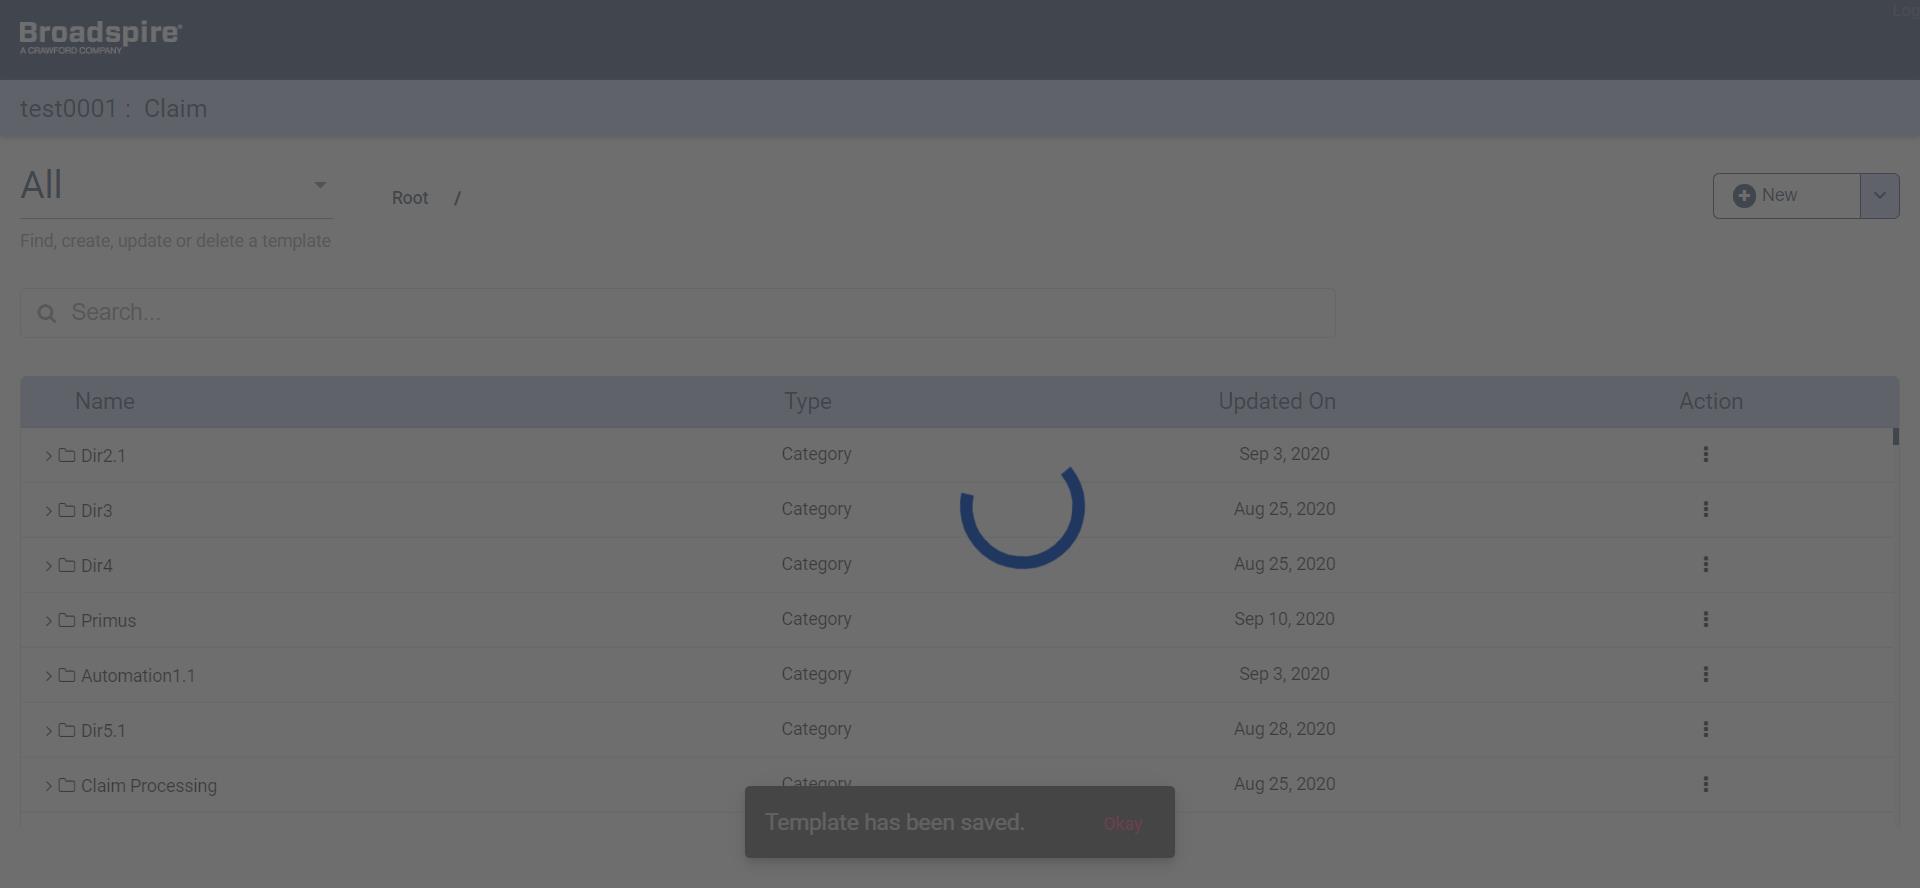 Broadspire®
A CRAWFORD COMPANY
Log
test0001 : Claim
All
Root /
New
Find, create, update or delete a template
Search...
Name Type Updated On Action
Dir2.1 Category Sep 3, 2020
Dir3 Category Aug 25, 2020
Dir4 Category Aug 25, 2020
Primus Category Sep 10, 2020
Automation1.1 Category Sep 3, 2020
Dir5.1 Category Aug 28, 2020
Claim Processing Category Aug 25, 2020
Template has been saved. Okay